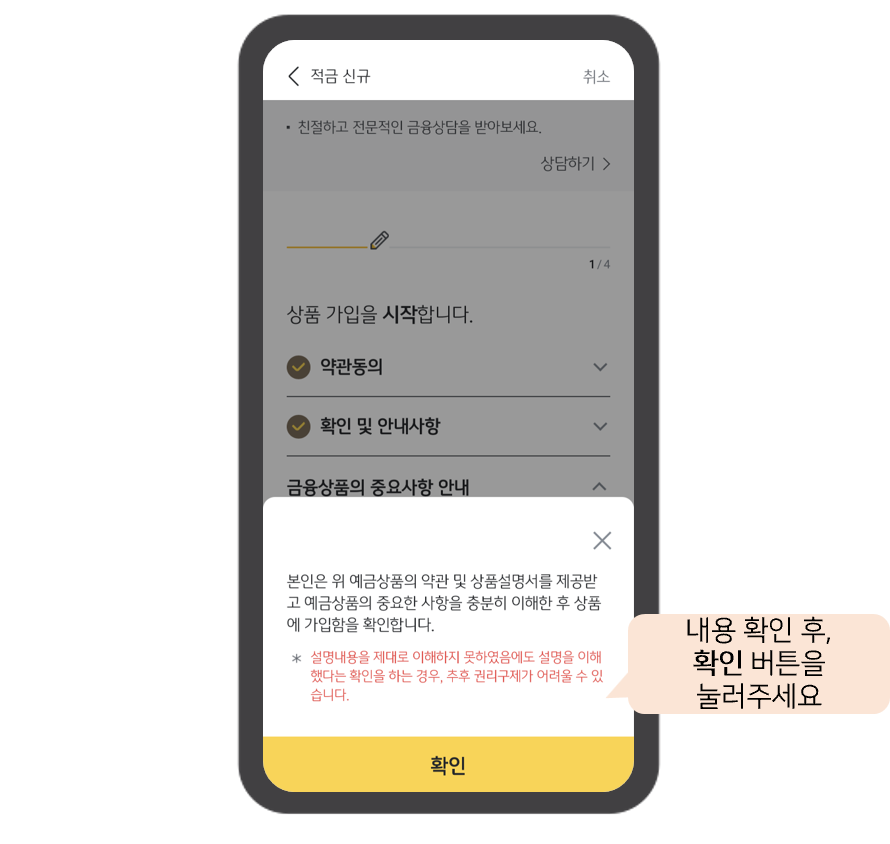 적금 신규
취소
• 친절하고 전문적인 금융상담을 받아보세요.
상담하기
1 / 4
상품 가입을 시작합니다.
약관동의
확인 및 안내사항
금융상품의 중요사항 안내
본인은 위 예금상품의 약관 및 상품설명서를 제공받
고 예금상품의 중요한 사항을 충분히 이해한 후 상품
에 가입함을 확인합니다.
* 설명내용을 제대로 이해하지 못하였음에도 설명을 이해
했다는 확인을 하는 경우, 추후 권리구제가 어려울 수 있
습니다.
내용 확인 후,
확인 버튼을
눌러주세요
확인